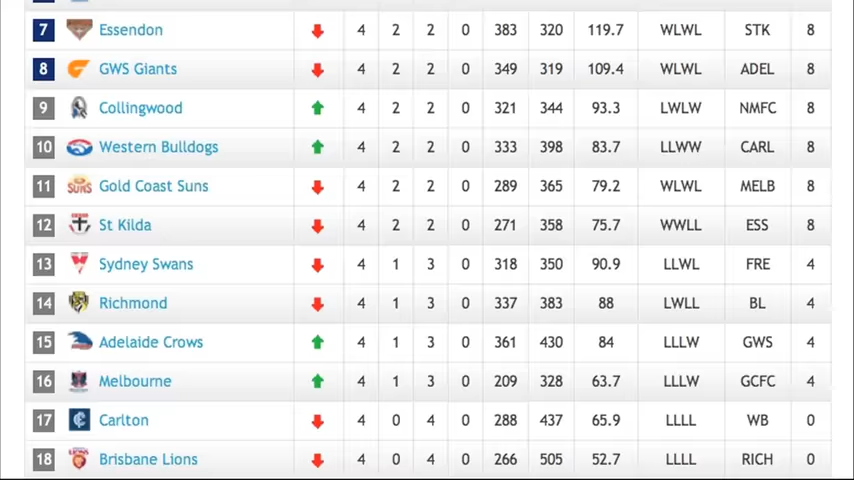 7 Essendon 4 2 2 0 383 320 119.7 WLWL STK 8
8 GWS Giants 4 2 2 0 349 319 109.4 WLWL ADEL 8
9 Collingwood 4 2 2 0 321 344 93.3 LWLW NMFC 8
10 Western Bulldogs 4 2 2 0 333 398 83.7 LLWW CARL 8
11 SUNS Gold Coast Suns 4 2 2 0 289 365 79.2 WLWL MELB 8
12 St Kilda 4 2 2 0 271 358 75.7 WWLL ESS 8
13 Sydney Swans 4 1 3 0 318 350 90.9 LLWL FRE 4
14 Richmond 4 1 3 0 337 383 88 LWLL BL 4
15 Adelaide Crows 4 1 3 0 361 430 84 LLLW GWS 4
16 Melbourne 4 1 3 0 209 328 63.7 LLLW GCFC 4
17 Carlton 4 0 4 0 288 437 65.9 LLLL WB 0
18 Brisbane Lions 4 0 4 0 266 505 52.7 LLLL RICH 0